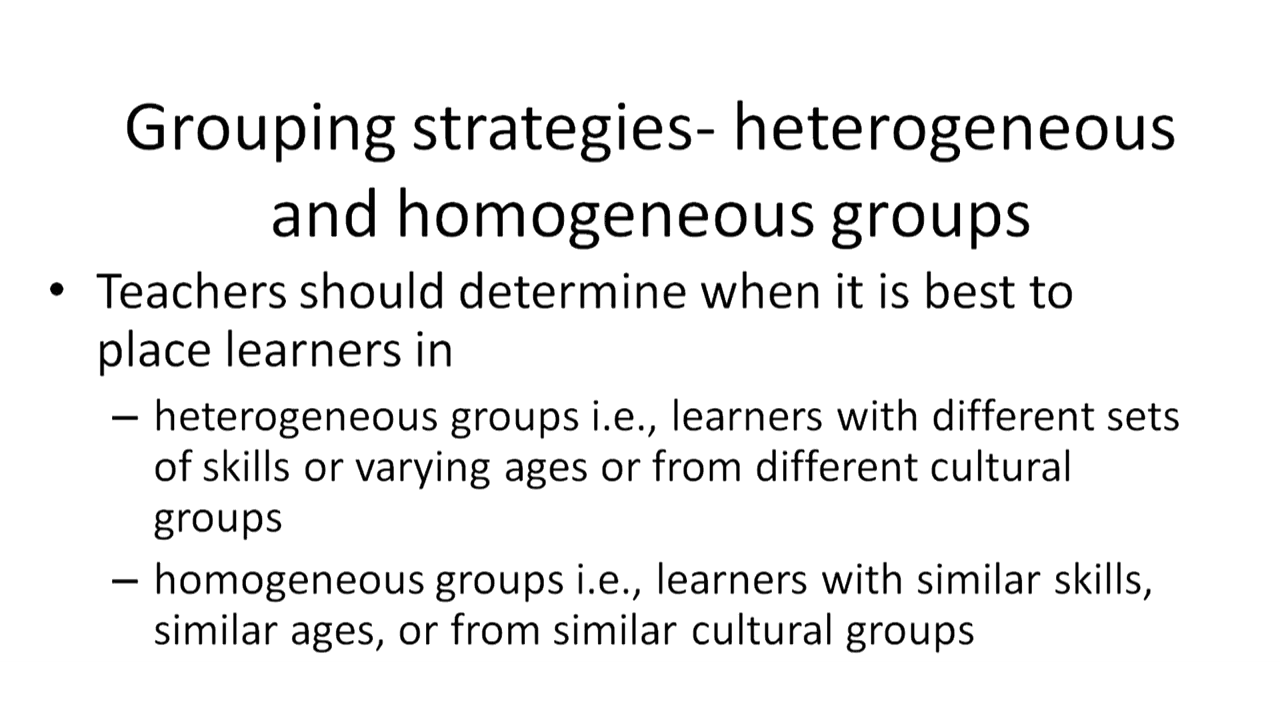 Grouping strategies- heterogeneous
and homogeneous groups
• Teachers should determine when it is best to
place learners in
– heterogeneous groups i.e., learners with different sets
of skills or varying ages or from different cultural
groups
– homogeneous groups i.e., learners with similar skills,
similar ages, or from similar cultural groups